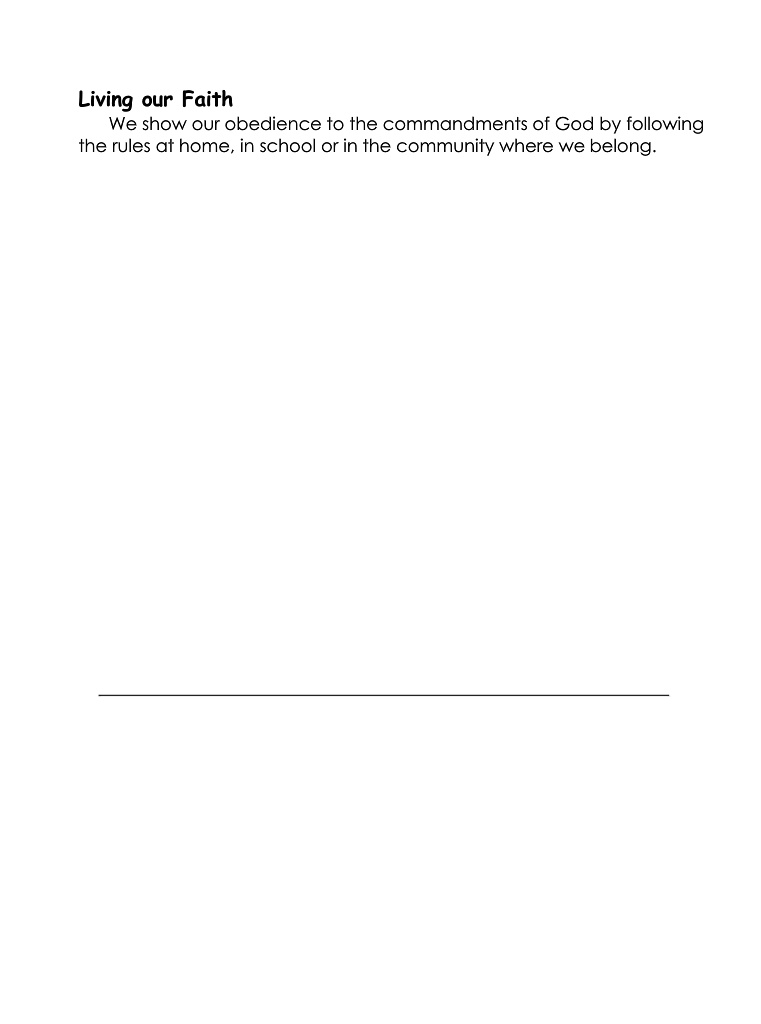 Living our Faith
We show our obedience to the commandments of God by following
the rules at home, in school or in the community where we belong.